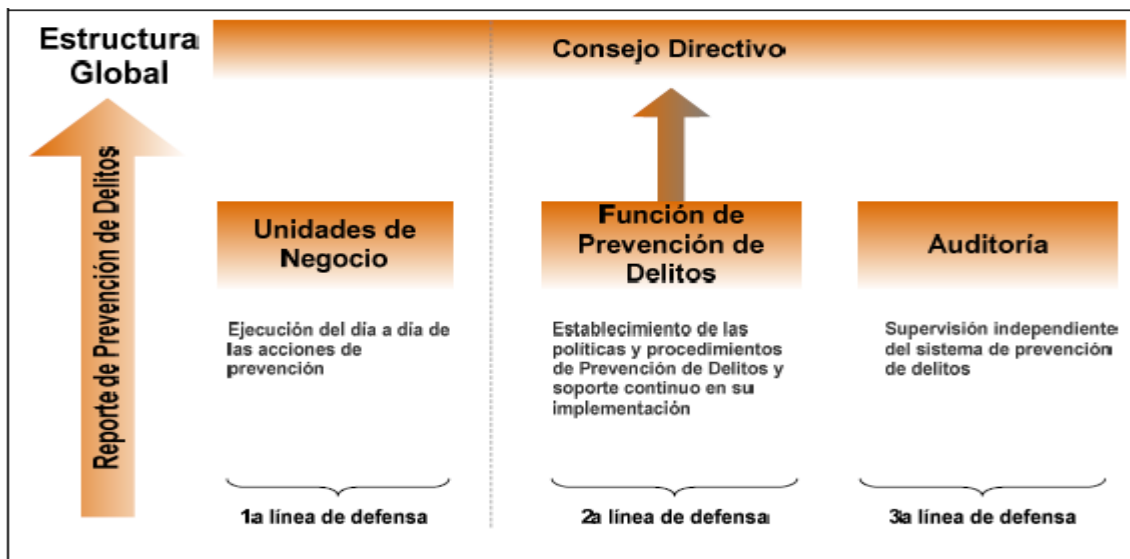 Estructura
Global
Consejo Directivo
Reporte de Prevención de Delitos
Unidades de
Negocio
Función de
Prevención de
Delitos
Auditoría
Ejecución del día a día de
las acciones de
prevención
Establecimiento de las
políticas y procedimientos
de Prevención de Delitos y
soporte continuo en su
implementación
Supervisión independiente
del sistema de prevención
de delitos
1a línea de defensa
2a línea de defensa
3a línea de defensa